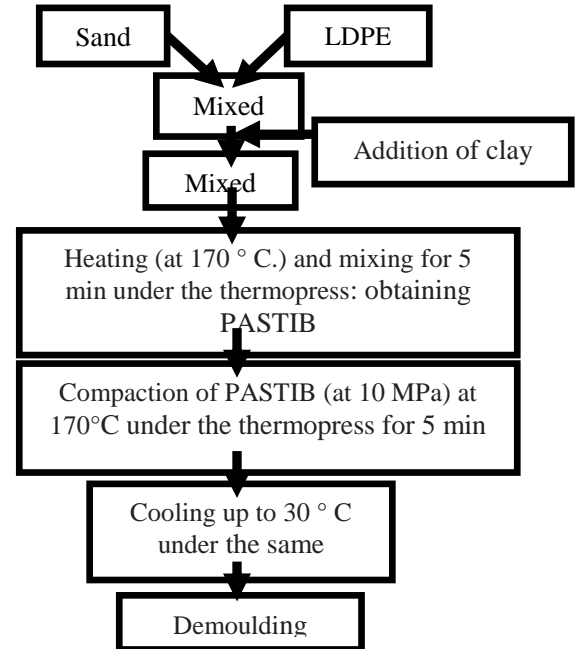 Sand
LDPE
Mixed
Addition of clay
Mixed
Heating (at 170 ° C.) and mixing for 5
min under the thermopress: obtaining
PASTIB
Compaction of PASTIB (at 10 MPa) at
170°C under the thermopress for 5 min
Cooling up to 30 ° C
under the same
Demoulding